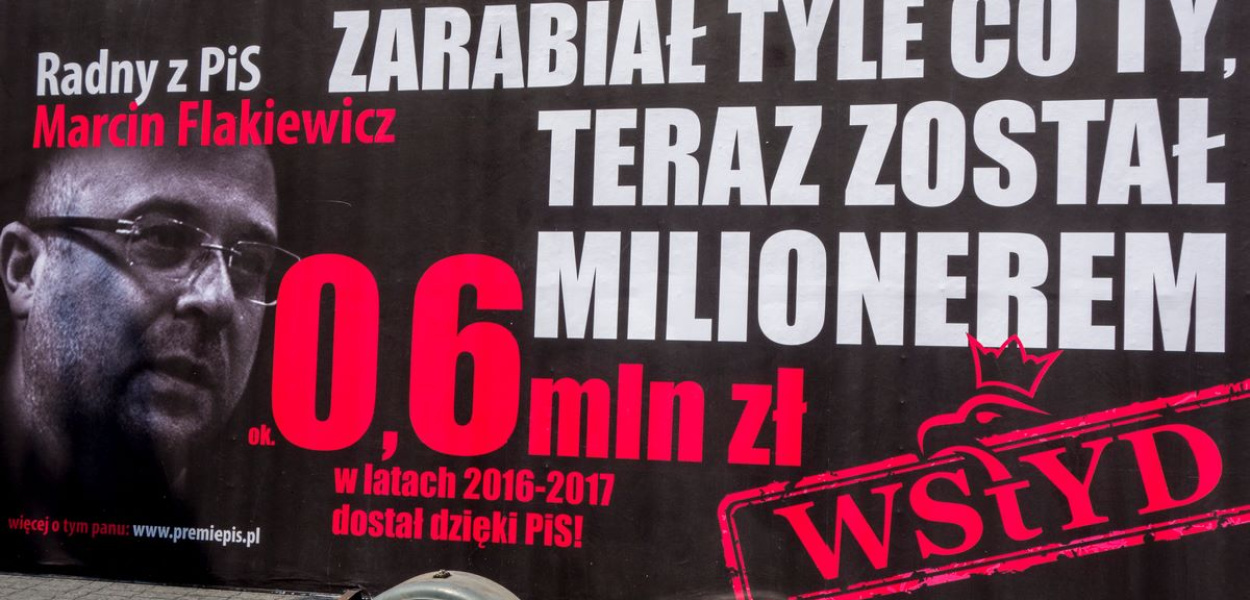 Radny z PiS
Marcin Flakiewicz
ZARABIAŁ TYLE CO TY,
TERAZ ZOSTAŁ
MILIONEREM
ok. 0,6 mln zł
w latach 2016-2017
dostał dzięki PiS!
WStYD
więcej o tym panu: www.premiepis.pl